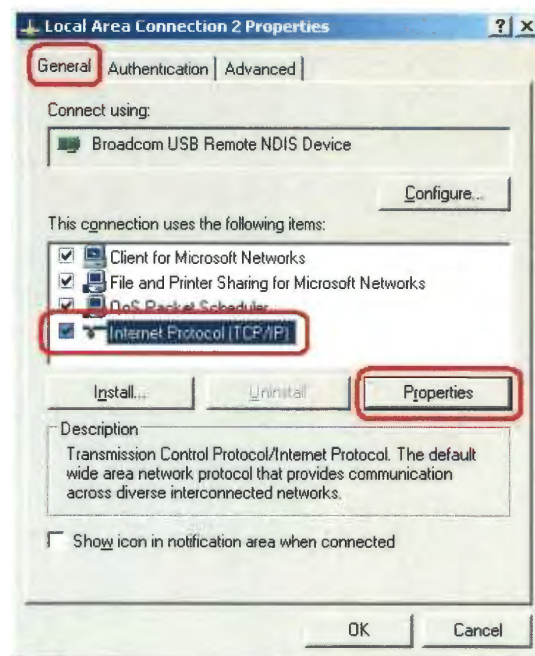 Local Area Connection 2 Properties
General Authentication Advanced
Connect using:
Broadcom USB Remote NDIS Device
Configure...
This connection uses the following items:
Client for Microsoft Networks
File and Printer Sharing for Microsoft Networks
QoS Packet Scheduler
Internet Protocol (TCP/IP)
Install... Uninstall Properties
Description
Transmission Control Protocol/Internet Protocol. The default
wide area network protocol that provides communication
across diverse interconnected networks.
Show icon in notification area when connected
OK Cancel